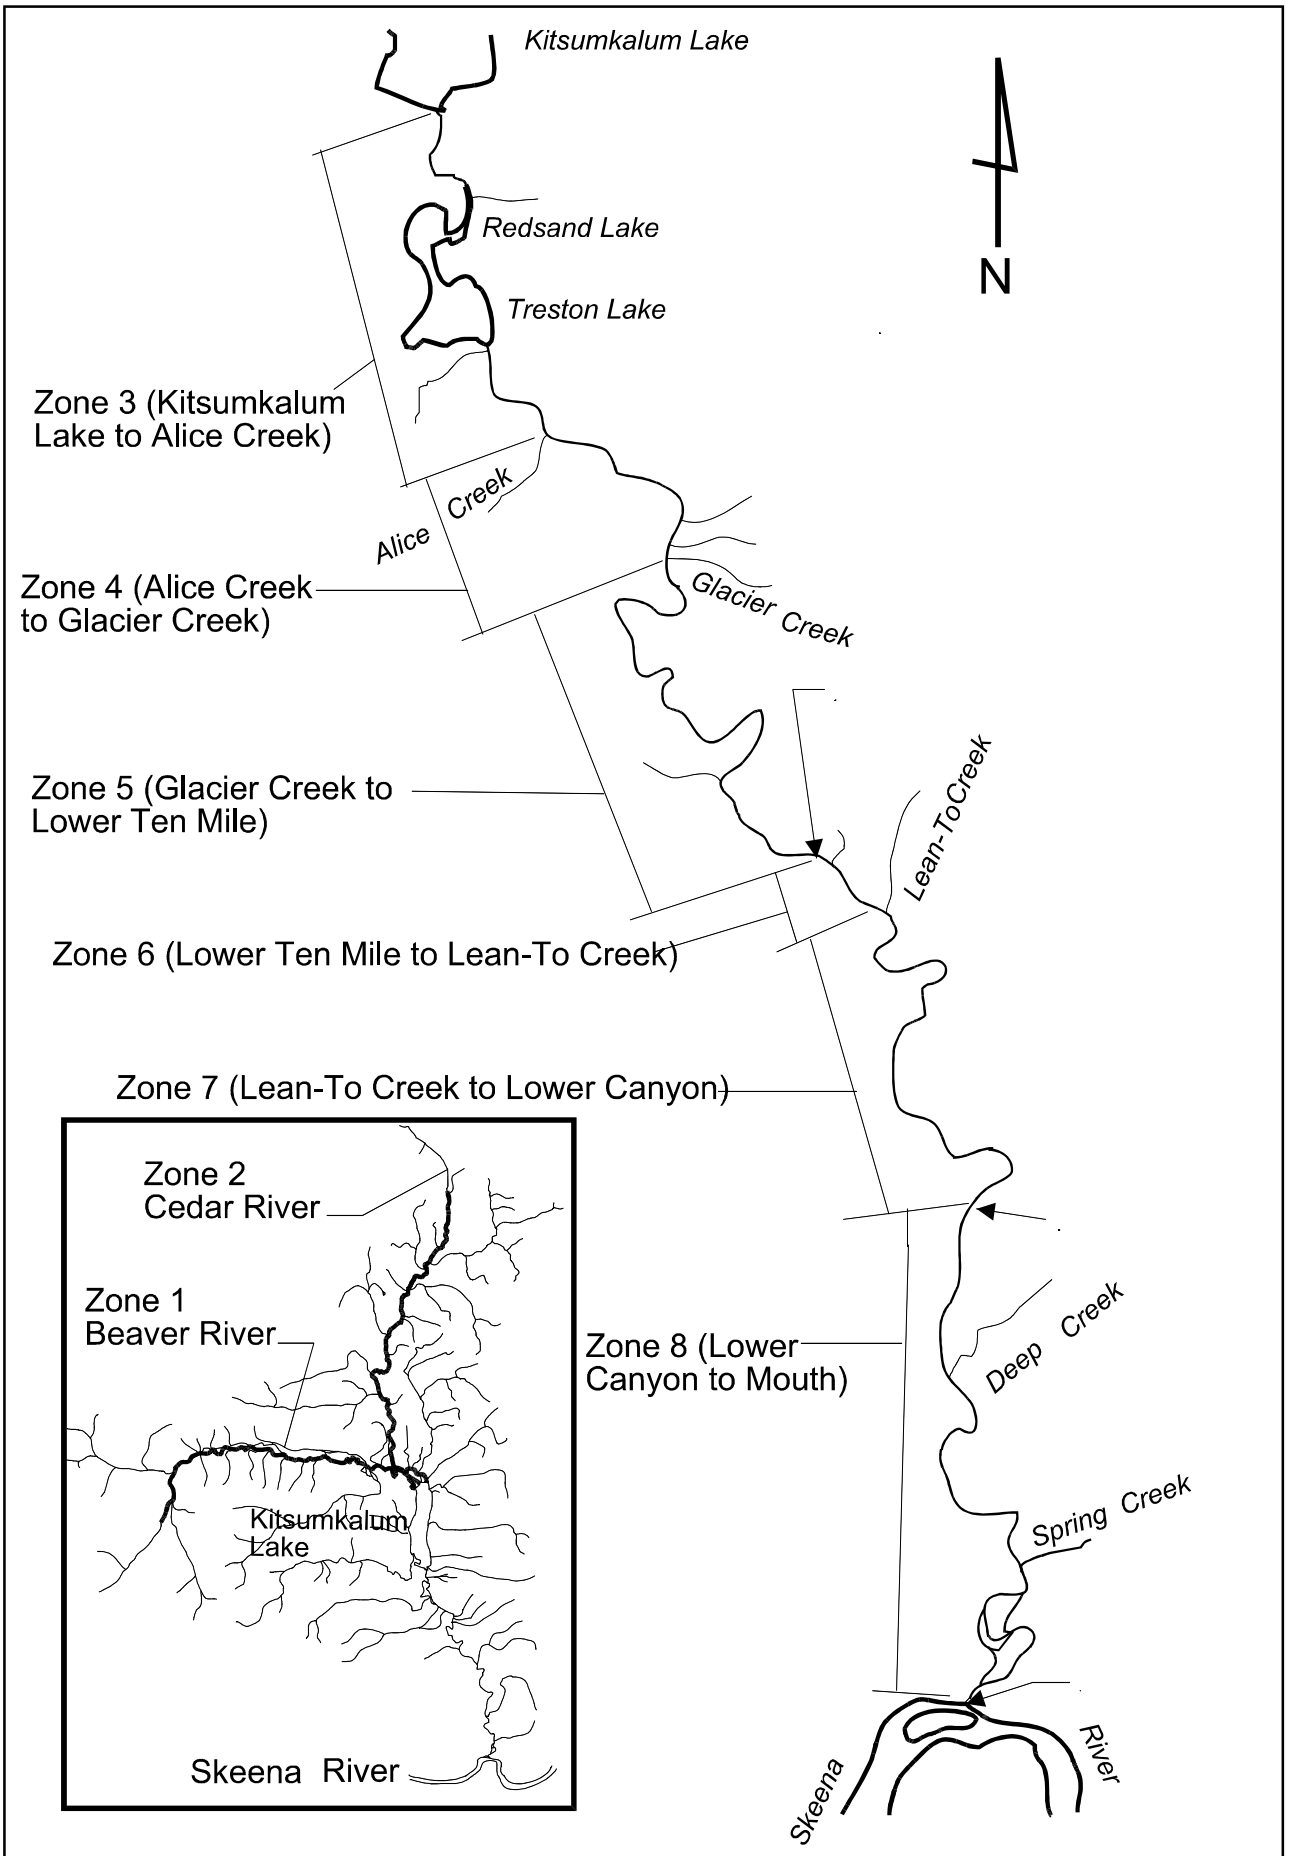 Kitsumkalum Lake
N
Redsand Lake
Treston Lake
Zone 3 (Kitsumkalum
Lake to Alice Creek)
Alice Creek
Zone 4 (Alice Creek
to Glacier Creek)
Glacier Creek
Zone 5 (Glacier Creek to
Lower Ten Mile)
Lean-ToCreek
Zone 6 (Lower Ten Mile to Lean-To Creek)
Zone 7 (Lean-To Creek to Lower Canyon)
Zone 2
Cedar River
Zone 1
Beaver River
Kitsumkalum
Lake
Skeena River
Zone 8 (Lower
Canyon to Mouth)
Deep Creek
Spring Creek
Skeena River